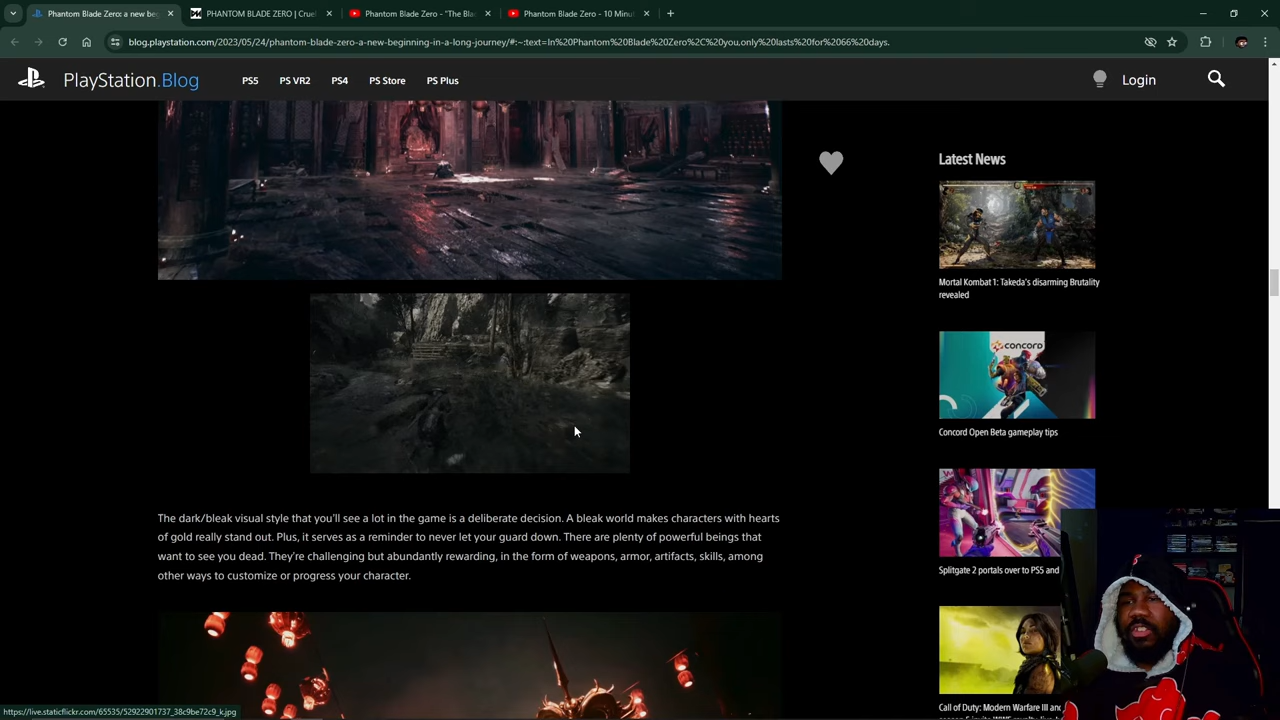 Phantom Blade Zero: a new beg
PHANTOM BLADE ZERO | Cruel
Phantom Blade Zero - "The Bla
Phantom Blade Zero - 10 Minut
blog.playstation.com/2023/05/24/phantom-blade-zero-a-new-beginning-in-a-long-journey/#:~:text=In%20Phantom%20Blade%20Zero%2C%20you,only%20lasts%20for%2066%20days.
PlayStation.Blog
PS5
PS VR2
PS4
PS Store
PS Plus
Login
Latest News
Mortal Kombat 1: Takeda's disarming Brutality
revealed
CONCORD
Concord Open Beta gameplay tips
Splitgate 2 portals over to PS5 and
Call of Duty: Modern Warfare III and
The dark/bleak visual style that you'll see a lot in the game is a deliberate decision. A bleak world makes characters with hearts
of gold really stand out. Plus, it serves as a reminder to never let your guard down. There are plenty of powerful beings that
want to see you dead. They're challenging but abundantly rewarding, in the form of weapons, armor, artifacts, skills, among
other ways to customize or progress your character.
https://live.staticflickr.com/65535/52922901737_38c9be72c9_k.jpg